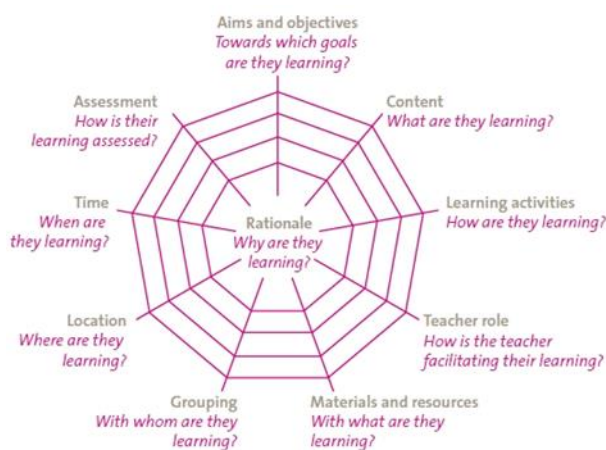 Aims and objectives
Towards which goals
are they learning?
Assessment
How is their
learning assessed?
Content
What are they learning?
Time
When are
they learning?
Rationale
Why are they
learning?
Learning activities
How are they learning?
Location
Where are they
learning?
Teacher role
How is the teacher
facilitating their learning?
Grouping
With whom are they
learning?
Materials and resources
With what are they
learning?